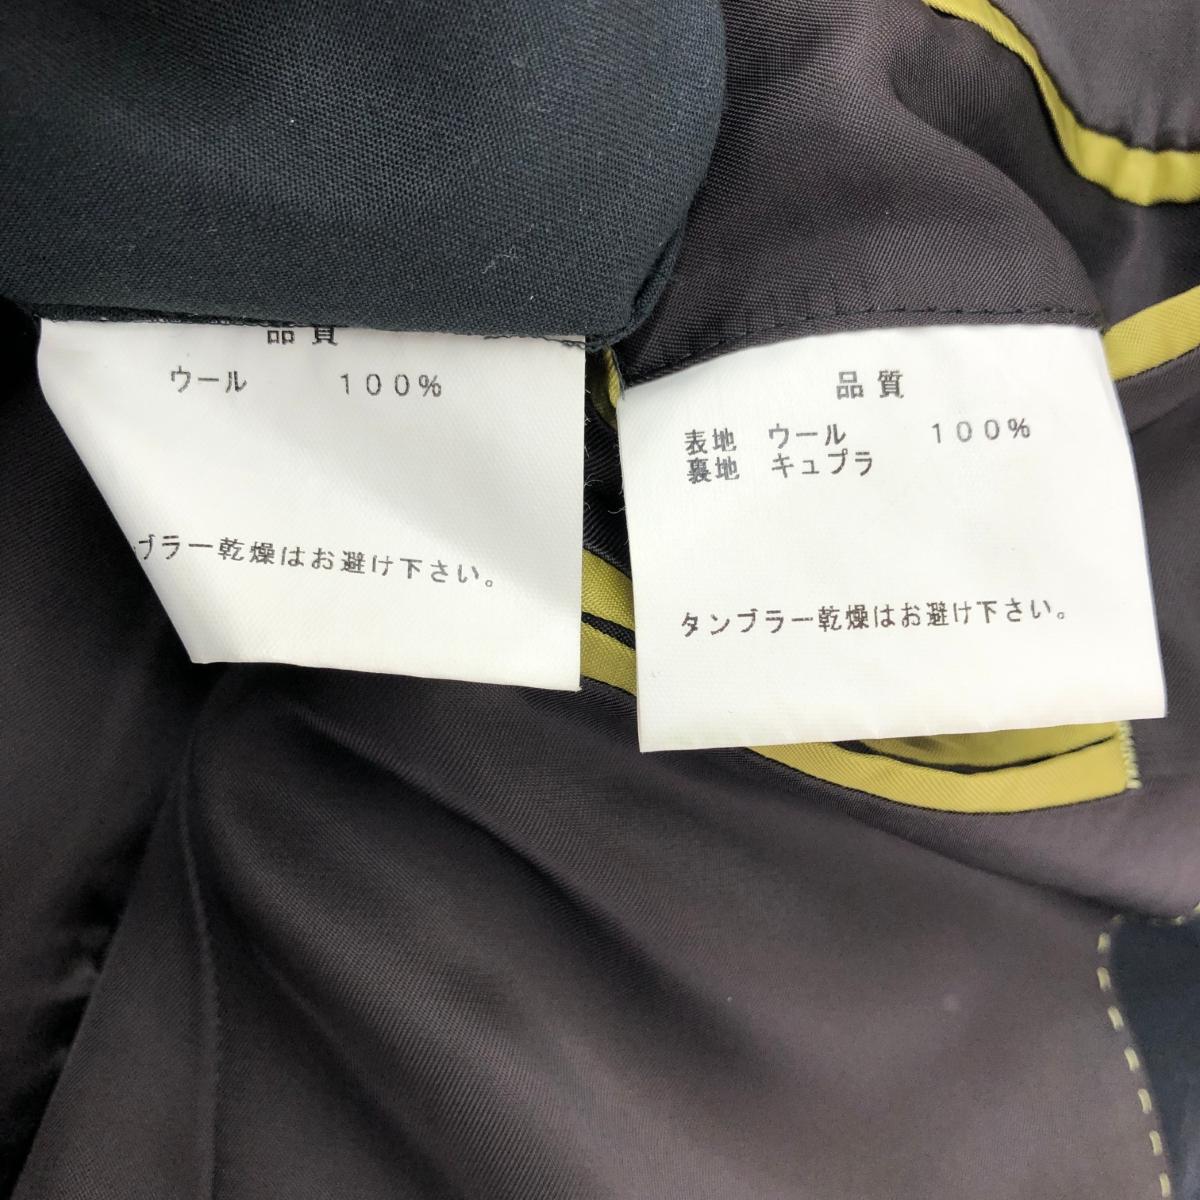 品質
ウール 100%
ンブラー乾燥はお避け下さい。
品質
表地 ウール 100%
裏地 キュプラ
タンブラー乾燥はお避け下さい。